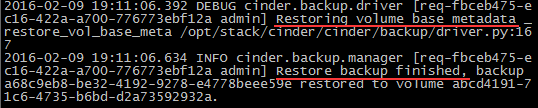 2016-02-09 19:11:06.392 DEBUG cinder.backup.driver [req-fbceb475-e
c16-422a-a700-776773ebf12a admin] Restoring volume base metadata _
restore_vol_base_meta /opt/stack/cinder/cinder/backup/driver.py:16
7
2016-02-09 19:11:06.634 INFO cinder.backup.manager [req-fbceb475-e
c16-422a-a700-776773ebf12a admin] Restore backup finished, backup
a68c9eb8-be32-4192-9278-e4778beee59e restored to volume abcd4191-7
1c6-4735-b6bd-d2a73592932a.